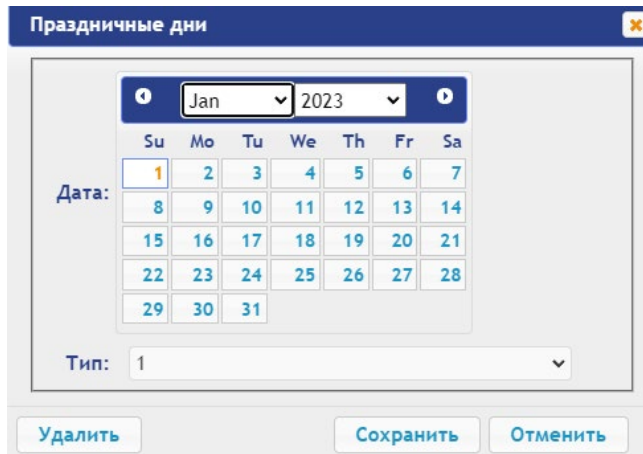 Праздничные дни
Jan 2023
Su Mo Tu We Th Fr Sa
1 2 3 4 5 6 7
Дата:
8 9 10 11 12 13 14
15 16 17 18 19 20 21
22 23 24 25 26 27 28
29 30 31
Тип: 1
Удалить Сохранить Отменить